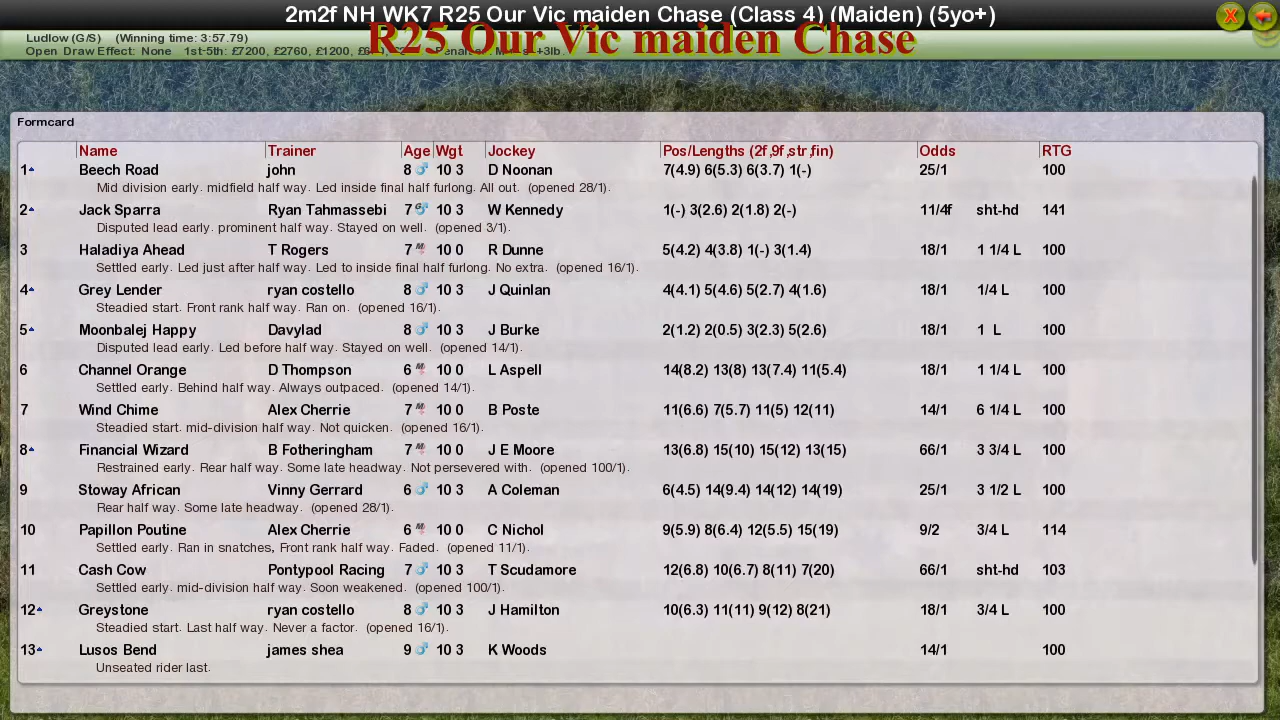 2m2f NH WK7 R25 Our Vic maiden Chase (Class 4) (Maiden) (5yo+)
R25 Our Vic maiden Chase
Ludlow (G/S) (Winning time: 3:57.79)
Open Draw Effect: None 1st-5th: £7200, £2760, £1200,
Formcard
Name Trainer Age Wgt Jockey Pos/Lengths (2f,9f,str,fin) Odds RTG
1 Beech Road john 8 10 3 D Noonan 7(4.9) 6(5.3) 6(3.7) 1(-) 25/1 100
Mid division early. midfield half way. Led inside final half furlong. All out. (opened 28/1).
2 Jack Sparra Ryan Tahmassebi 7 10 3 W Kennedy 1(-) 3(2.6) 2(1.8) 2(-) 11/4f sht-hd 141
Disputed lead early. prominent half way. Stayed on well. (opened 3/1).
3 Haladiya Ahead T Rogers 7 10 0 R Dunne 5(4.2) 4(3.8) 1(-) 3(1.4) 18/1 1 1/4 L 100
Settled early. Led just after half way. Led to inside final half furlong. No extra. (opened 16/1).
4 Grey Lender ryan costello 8 10 3 J Quinlan 4(4.1) 5(4.6) 5(2.7) 4(1.6) 18/1 1/4 L 100
Steadied start. Front rank half way. Ran on. (opened 16/1).
5 Moonbalej Happy Davylad 8 10 3 J Burke 2(1.2) 2(0.5) 3(2.3) 5(2.6) 18/1 1 L 100
Disputed lead early. Led before half way. Stayed on well. (opened 14/1).
6 Channel Orange D Thompson 6 10 0 L Aspell 14(8.2) 13(8) 13(7.4) 11(5.4) 18/1 1 1/4 L 100
Settled early. Behind half way. Always outpaced. (opened 14/1).
7 Wind Chime Alex Cherrie 7 10 0 B Poste 11(6.6) 7(5.7) 11(5) 12(11) 14/1 6 1/4 L 100
Steadied start. mid-division half way. Not quicken. (opened 16/1).
8 Financial Wizard B Fotheringham 7 10 0 J E Moore 13(6.8) 15(10) 15(12) 13(15) 66/1 3 3/4 L 100
Restrained early. Rear half way. Some late headway. Not persevered with. (opened 100/1).
9 Stoway African Vinny Gerrard 6 10 3 A Coleman 6(4.5) 14(9.4) 14(12) 14(19) 25/1 3 1/2 L 100
Rear half way. Some late headway. (opened 28/1).
10 Papillon Poutine Alex Cherrie 6 10 0 C Nichol 9(5.9) 8(6.4) 12(5.5) 15(19) 9/2 3/4 L 114
Settled early. Ran in snatches, Front rank half way. Faded. (opened 11/1).
11 Cash Cow Pontypool Racing 7 10 3 T Scudamore 12(6.8) 10(6.7) 8(11) 7(20) 66/1 sht-hd 103
Settled early. mid-division half way. Soon weakened. (opened 100/1).
12 Greystone ryan costello 8 10 3 J Hamilton 10(6.3) 11(11) 9(12) 8(21) 18/1 3/4 L 100
Steadied start. Last half way. Never a factor. (opened 16/1).
13 Lusos Bend james shea 9 10 3 K Woods 14/1 100
Unseated rider last.